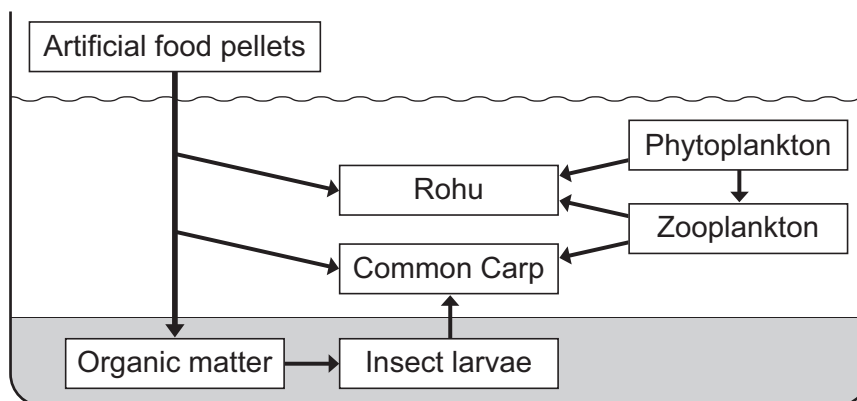 Artificial food pellets
Phytoplankton
Rohu
Zooplankton
Common Carp
Organic matter
Insect larvae